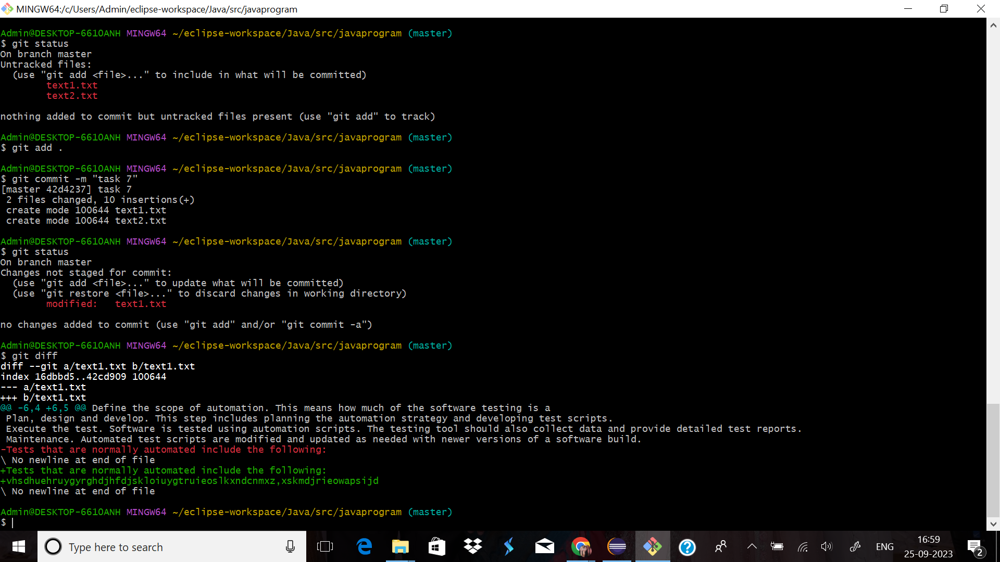 MINGW64:/c/Users/Admin/eclipse-workspace/Java/src/javaprogram
Admin@DESKTOP-66IOANH MINGW64 ~/eclipse-workspace/Java/src/javaprogram (master)
$ git status
On branch master
Untracked files:
  (use "git add <file>..." to include in what will be committed)
        text1.txt
        text2.txt
nothing added to commit but untracked files present (use "git add" to track)
Admin@DESKTOP-66IOANH MINGW64 ~/eclipse-workspace/Java/src/javaprogram (master)
$ git add .
Admin@DESKTOP-66IOANH MINGW64 ~/eclipse-workspace/Java/src/javaprogram (master)
$ git commit -m "task 7"
[master 42d4237] task 7
 2 files changed, 10 insertions(+)
 create mode 100644 text1.txt
 create mode 100644 text2.txt
Admin@DESKTOP-66IOANH MINGW64 ~/eclipse-workspace/Java/src/javaprogram (master)
$ git status
On branch master
Changes not staged for commit:
  (use "git add <file>..." to update what will be committed)
  (use "git restore <file>..." to discard changes in working directory)
        modified:   text1.txt
no changes added to commit (use "git add" and/or "git commit -a")
Admin@DESKTOP-66IOANH MINGW64 ~/eclipse-workspace/Java/src/javaprogram (master)
$ git diff
diff --git a/text1.txt b/text1.txt
index 16dbbd5..42cd909 100644
--- a/text1.txt
+++ b/text1.txt
@@ -6,4 +6,5 @@ Define the scope of automation. This means how much of the software testing is a
 Plan, design and develop. This step includes planning the automation strategy and developing test scripts.
 Execute the test. Software is tested using automation scripts. The testing tool should also collect data and provide detailed test reports.
 Maintenance. Automated test scripts are modified and updated as needed with newer versions of a software build.
-Tests that are normally automated include the following:
\ No newline at end of file
+Tests that are normally automated include the following:
+vhsdhuehruygyrghdjhfdjskloiuygtruieoslkxndcnmxz,xskmdjrieowapsijd
\ No newline at end of file
Admin@DESKTOP-66IOANH MINGW64 ~/eclipse-workspace/Java/src/javaprogram (master)
$
Type here to search
ENG
16:59
25-09-2023
2